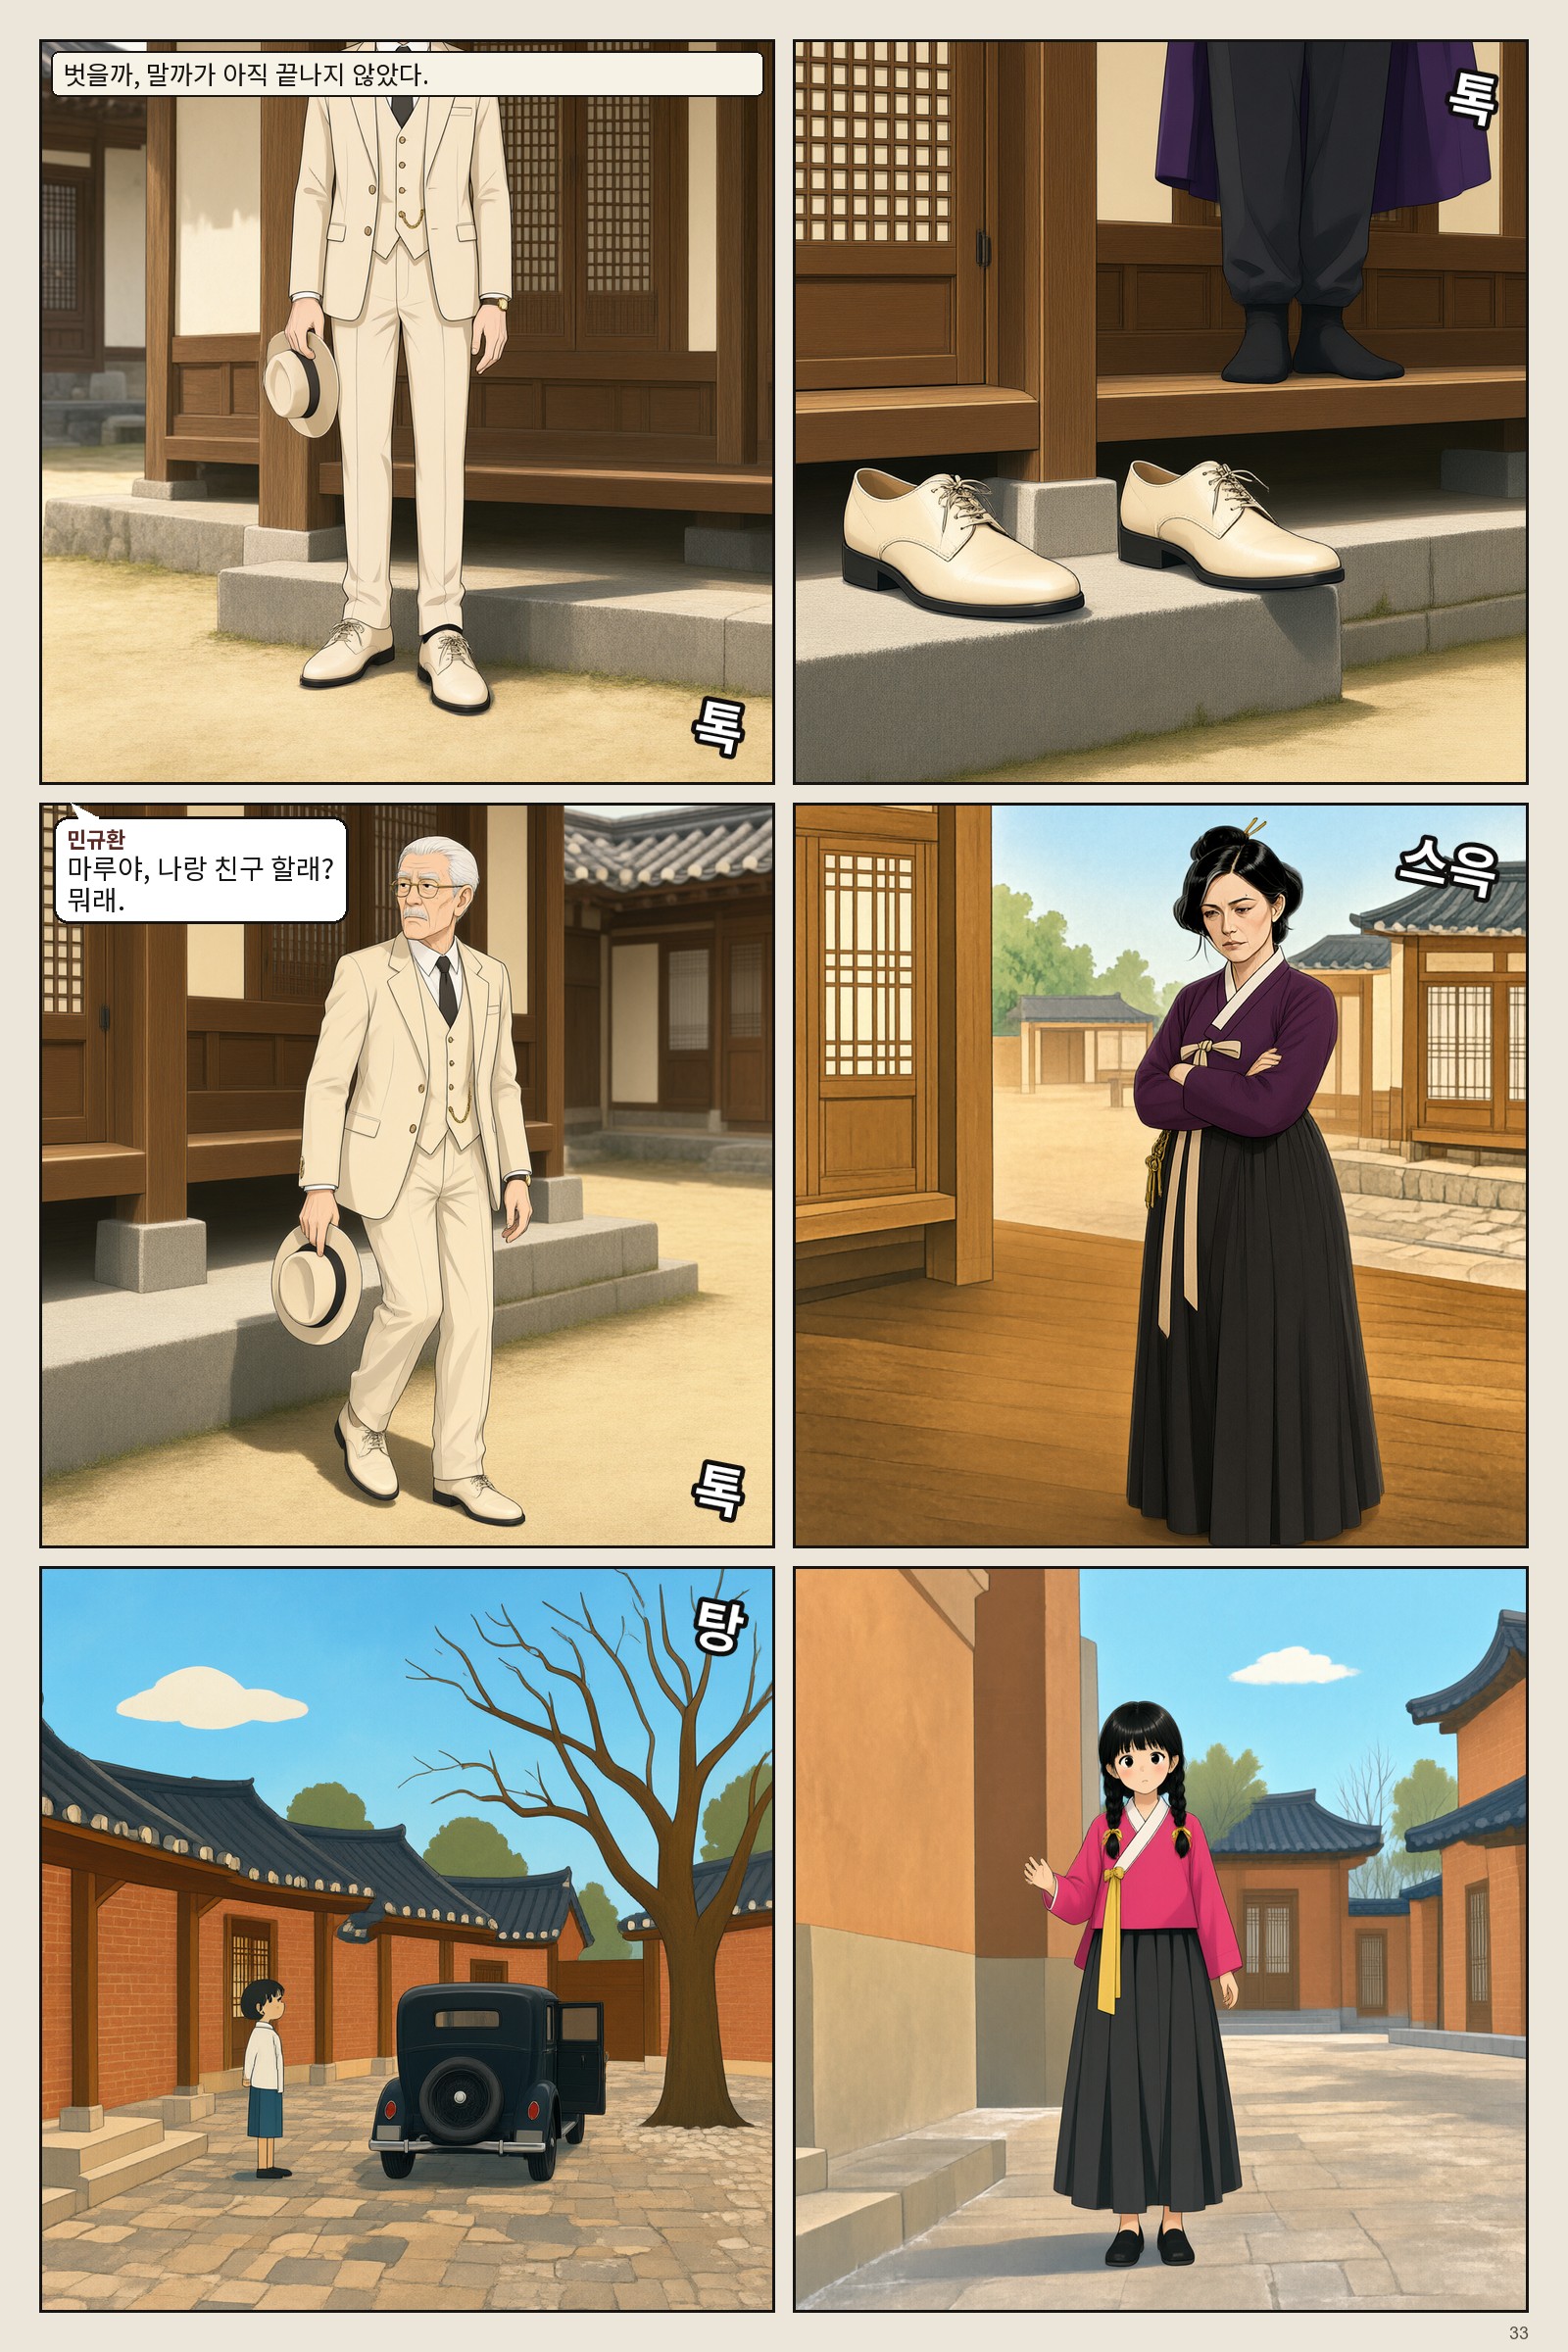 벗을까, 말까가 아직 끝나지 않았다.
톡
톡
민규환
마루야, 나랑 친구 할래?
뭐래.
톡
스윽
탕
33